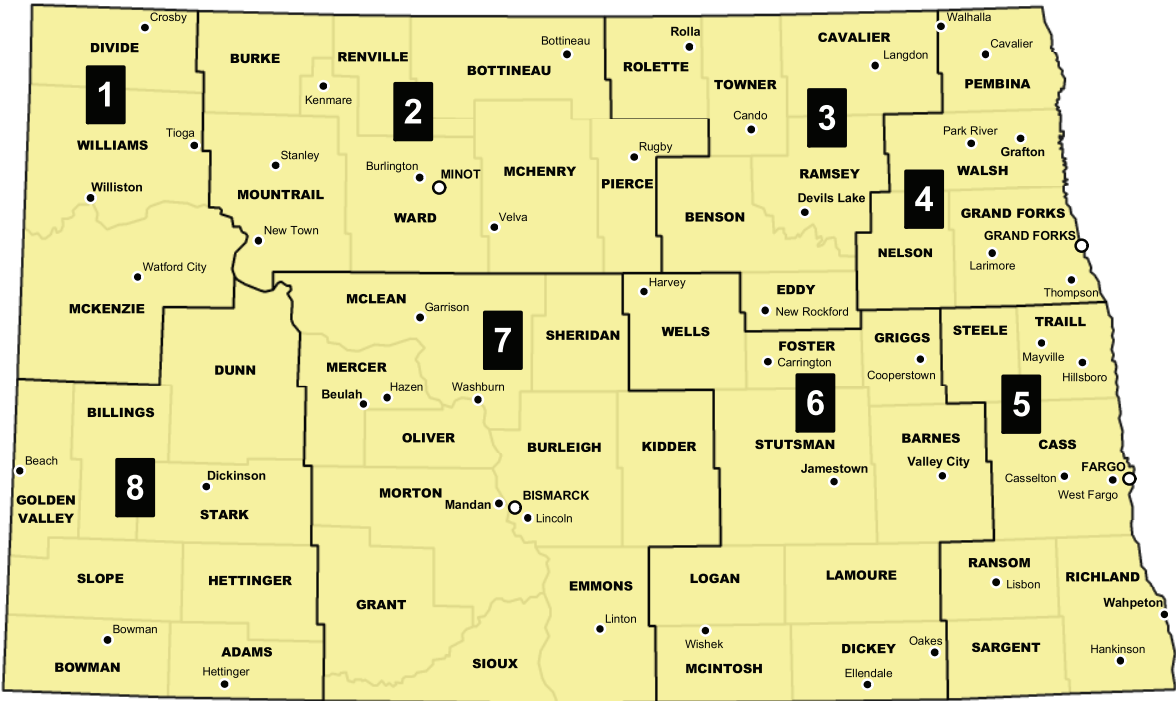 Crosby
DIVIDE
1
WILLIAMS
Tioga
Williston
Watford City
MCKENZIE
BURKE
RENVILLE
Bottineau
BOTTINEAU
Kenmare
2
Stanley
MOUNTRAIL
New Town
Burlington
MINOT
WARD
MCHENRY
Velva
Rugby
PIERCE
Rolla
ROLETTE
TOWNER
Cando
CAVALIER
Langdon
3
RAMSEY
Devils Lake
BENSON
EDDY
New Rockford
Walhalla
Cavalier
PEMBINA
Park River
Grafton
WALSH
4
GRAND FORKS
GRAND FORKS
NELSON
Larimore
Thompson
MCLEAN
Garrison
7
SHERIDAN
MERCER
Hazen
Beulah
Washburn
OLIVER
BURLEIGH
KIDDER
MORTON
Mandan
BISMARCK
Lincoln
GRANT
EMMONS
Linton
SIOUX
Harvey
WELLS
FOSTER
Carrington
GRIGGS
Cooperstown
6
STUTSMAN
Jamestown
BARNES
Valley City
LOGAN
LAMOURE
Wishek
MCINTOSH
DICKEY
Oakes
Ellendale
STEELE
TRAILL
Mayville
Hillsboro
5
CASS
Casselton
FARGO
West Fargo
RANSOM
Lisbon
RICHLAND
Wahpeton
SARGENT
Hankinson
DUNN
BILLINGS
Beach
GOLDEN
VALLEY
8
Dickinson
STARK
SLOPE
HETTINGER
Bowman
BOWMAN
ADAMS
Hettinger